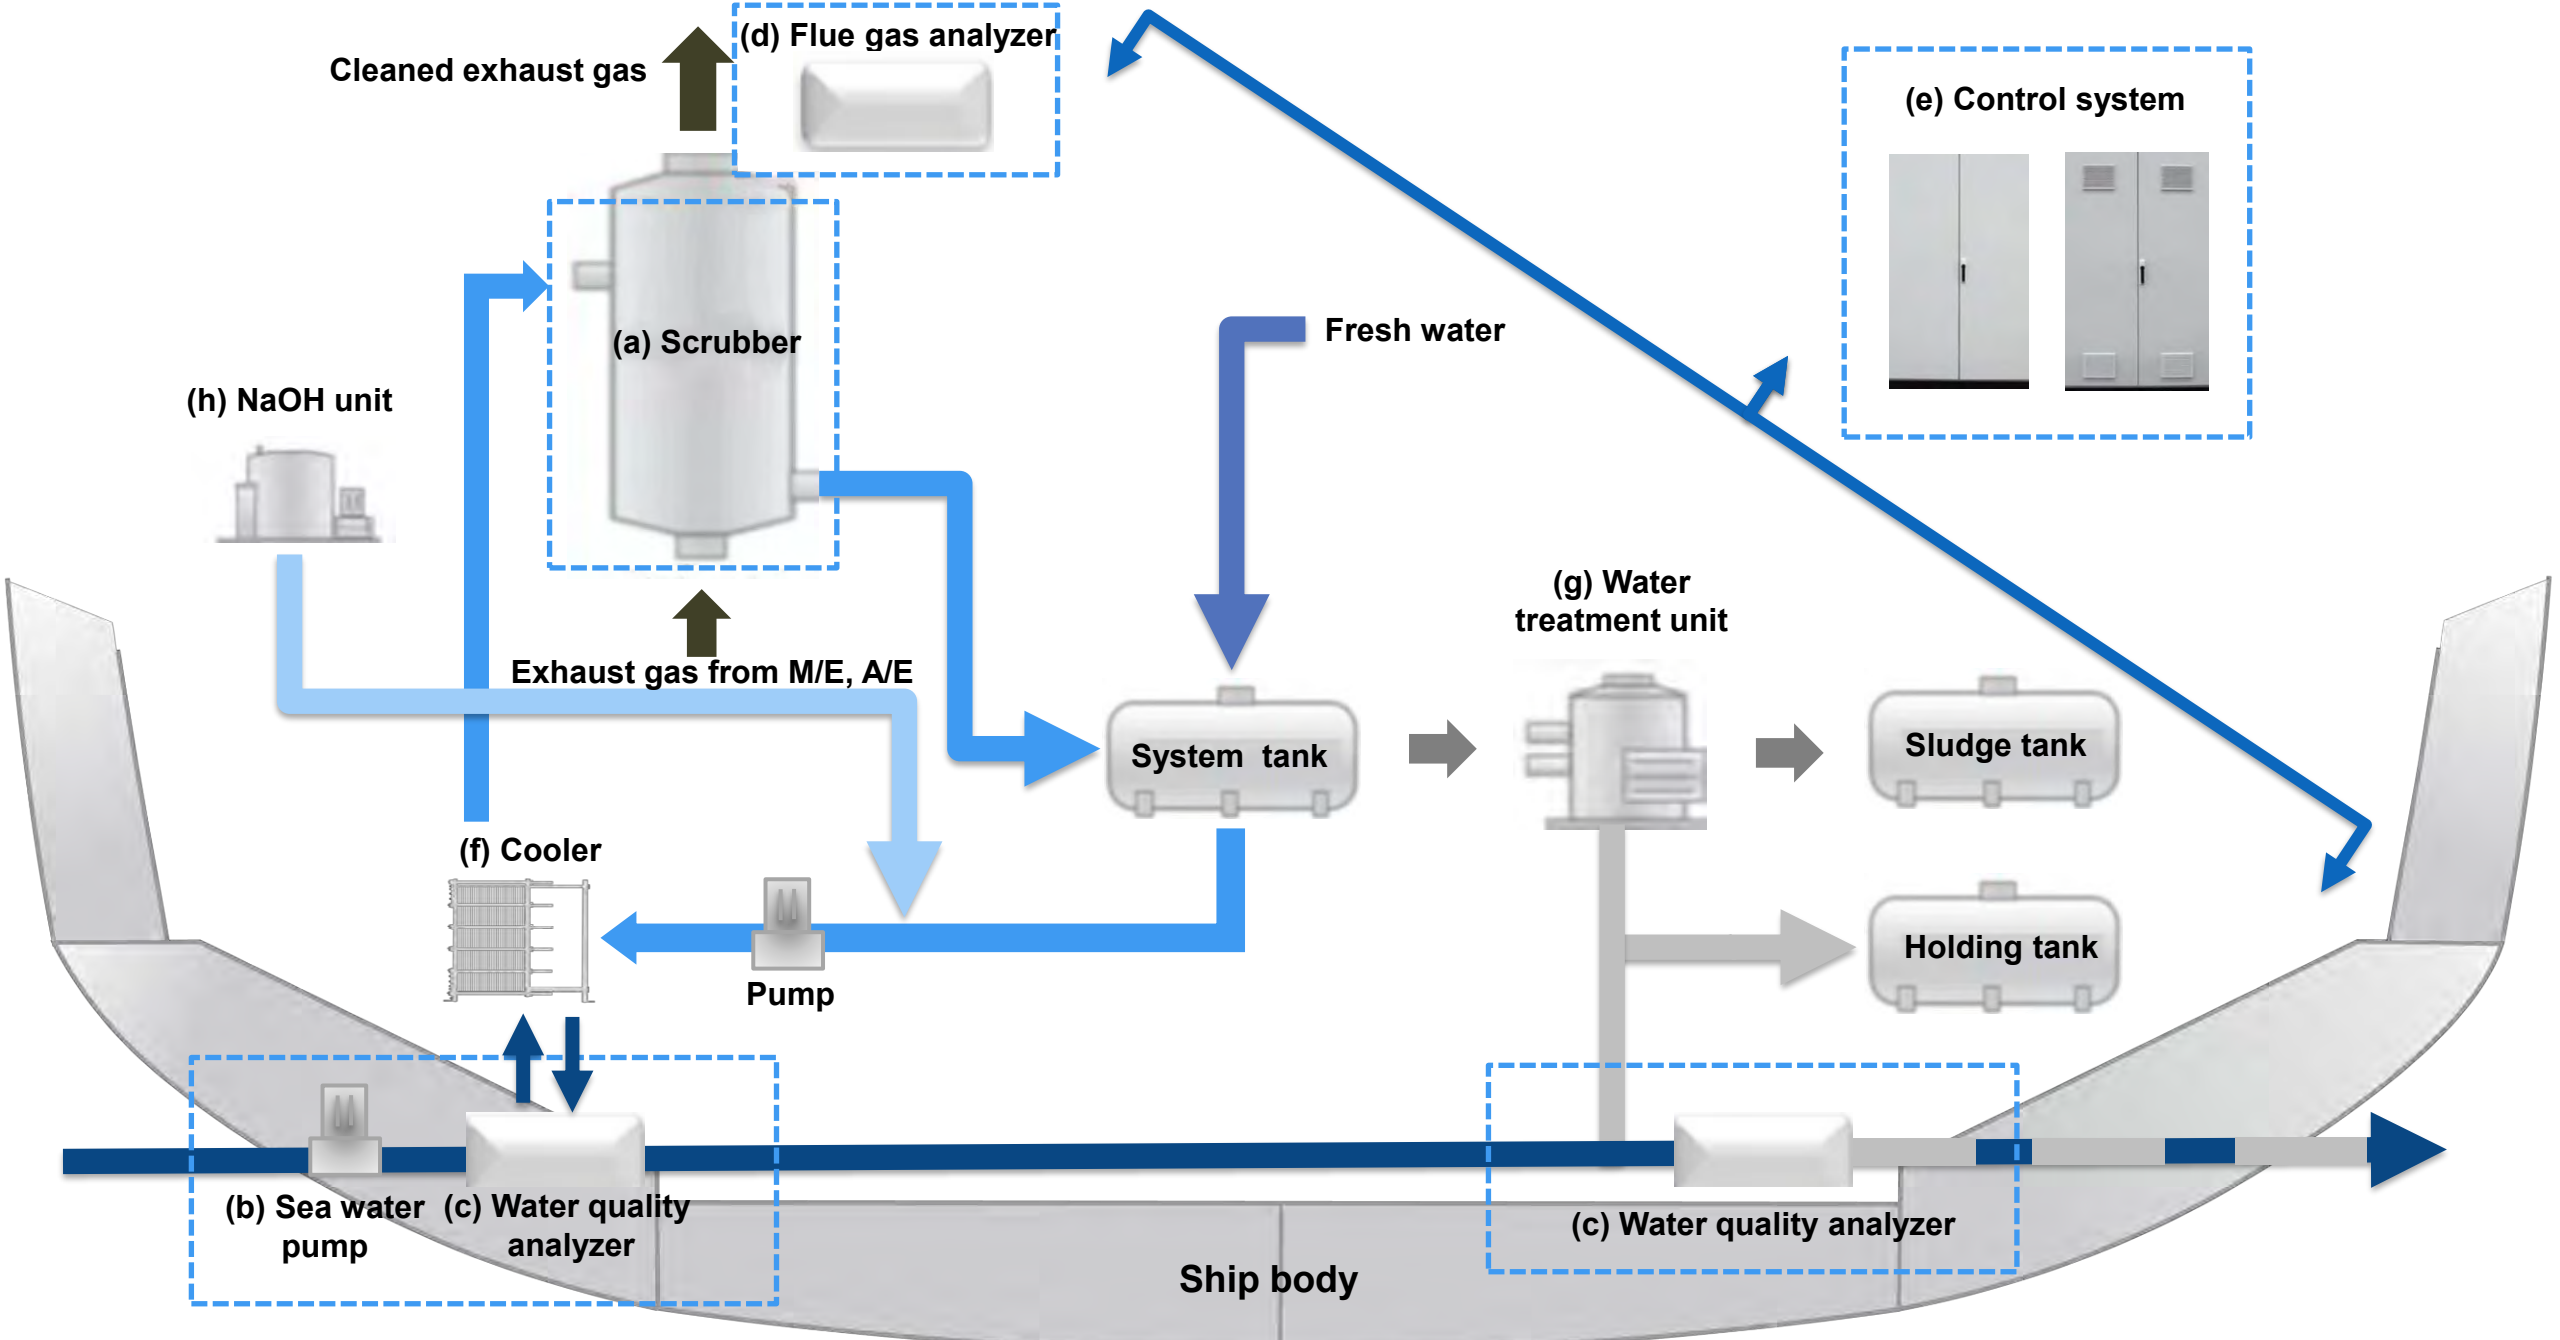 (d) Flue gas analyzer
Cleaned exhaust gas
(e) Control system
Fresh water
(a) Scrubber
(h) NaOH unit
(g) Water
treatment unit
Exhaust gas from M/E, A/E
System tank
Sludge tank
(f) Cooler
Holding tank
Pump
(b) Sea water
pump
(c) Water quality
analyzer
(c) Water quality analyzer
Ship body